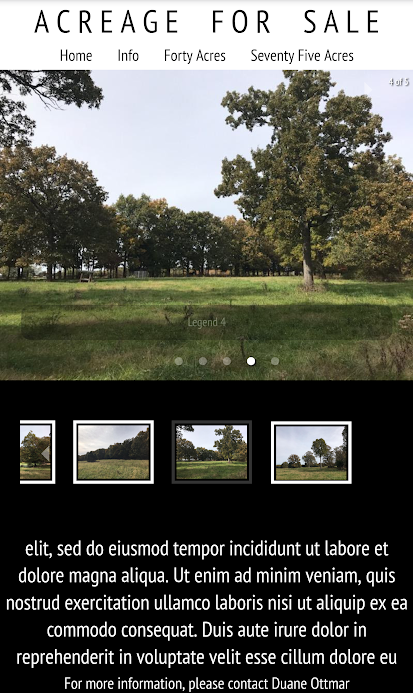 ACREAGE FOR SALE
Home Info Forty Acres Seventy Five Acres
4 of 5
Legend 4
elit, sed do eiusmod tempor incididunt ut labore et
dolore magna aliqua. Ut enim ad minim veniam, quis
nostrud exercitation ullamco laboris nisi ut aliquip ex ea
commodo consequat. Duis aute irure dolor in
reprehenderit in voluptate velit esse cillum dolore eu
For more information, please contact Duane Ottmar